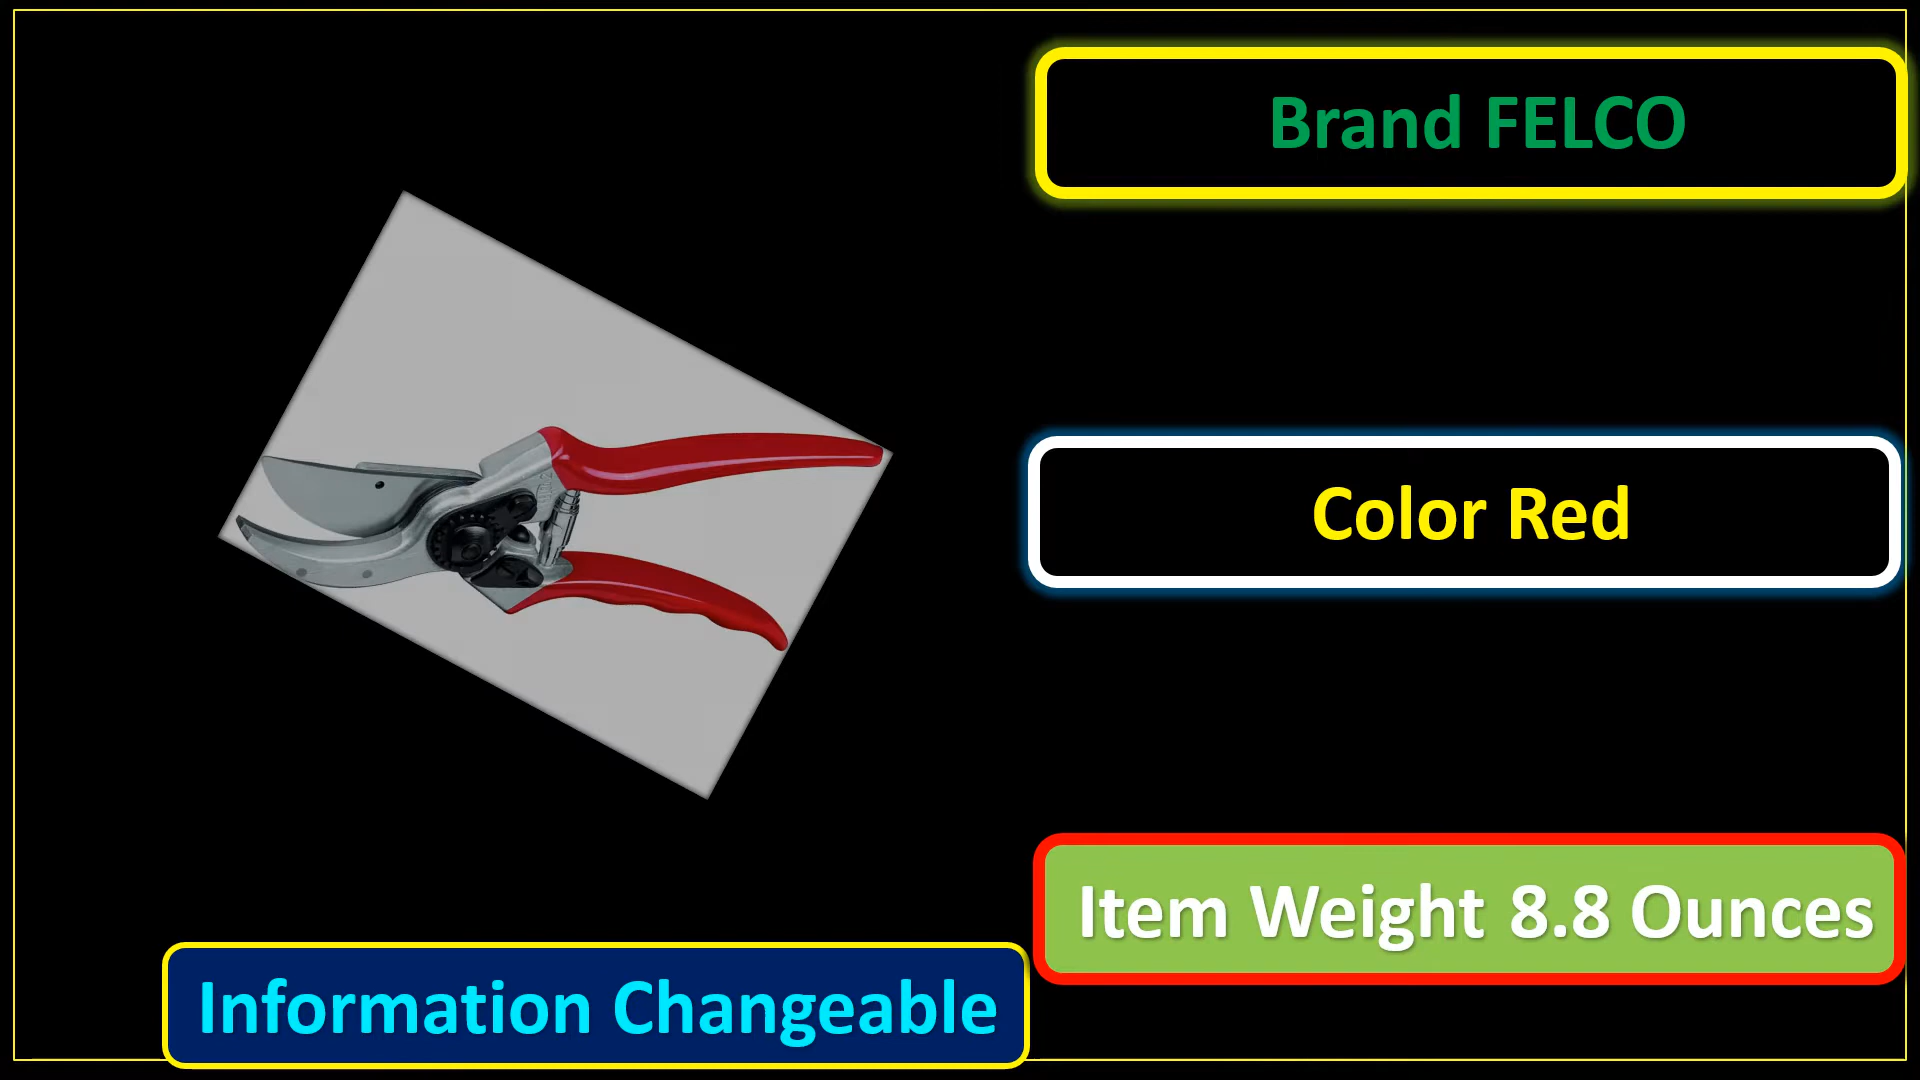 Brand FELCO
Color Red
Item Weight 8.8 Ounces
Information Changeable